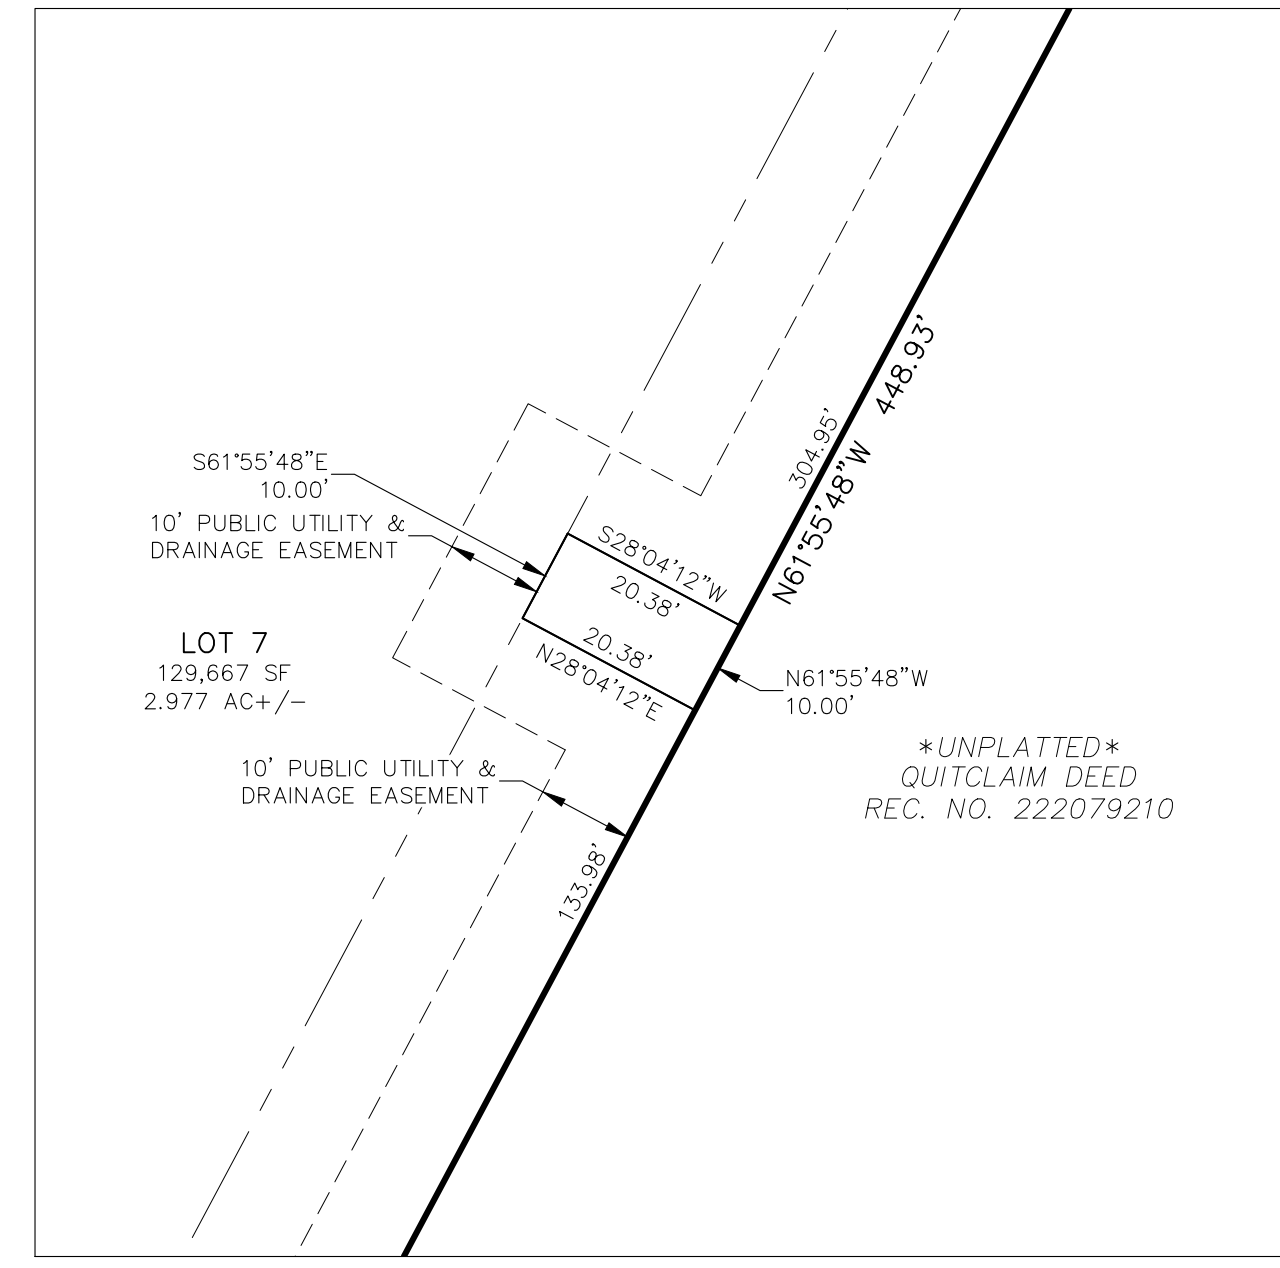 448.93'
304.95'
N61°55'48"W
S61°55'48"E
10.00'
10' PUBLIC UTILITY &
DRAINAGE EASEMENT
S28°04'12"W
20.38'
20.38'
N28°04'12"E
LOT 7
129,667 SF
2.977 AC+/-
N61°55'48"W
10.00'
*UNPLATTED*
QUITCLAIM DEED
REC. NO. 222079210
10' PUBLIC UTILITY &
DRAINAGE EASEMENT
133.98'